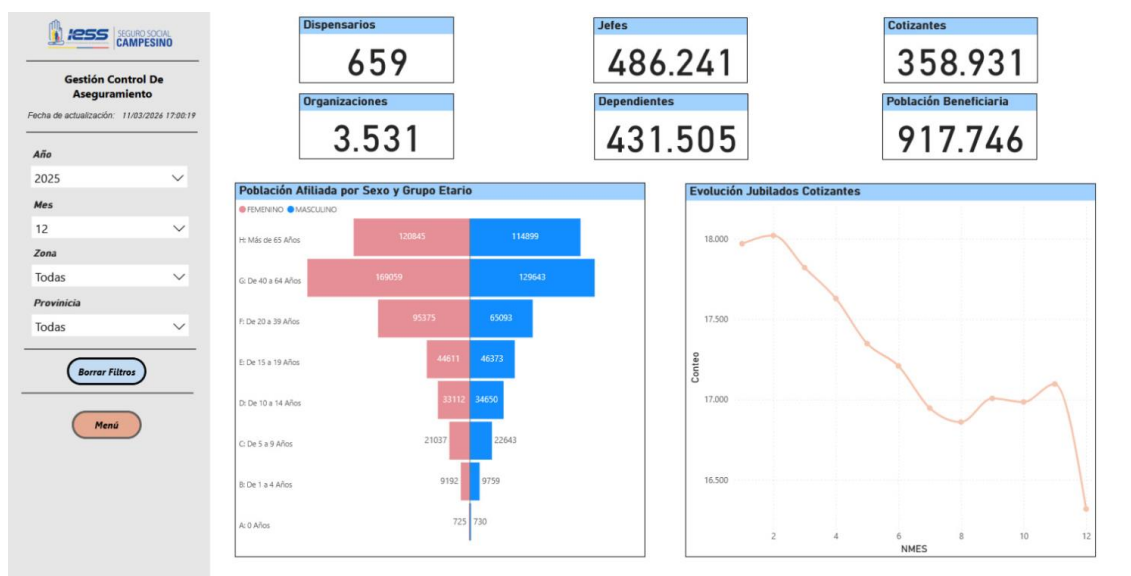 iess SEGURO SOCIAL
CAMPESINO
Gestión Control De
Aseguramiento
Fecha de actualización: 11/03/2026 17:00:19
Año
2025
Mes
12
Zona
Todas
Provinicia
Todas
Borrar Filtros
Menú
Dispensarios
659
Jefes
486.241
Cotizantes
358.931
Organizaciones
3.531
Dependientes
431.505
Población Beneficiaria
917.746
Población Afiliada por Sexo y Grupo Etario
FEMENINO MASCULINO
H: Más de 65 Años 120845 114899
G: De 40 a 64 Años 169059 129643
F: De 20 a 39 Años 95375 65093
E: De 15 a 19 Años 44611 46373
D: De 10 a 14 Años 33112 34650
C: De 5 a 9 Años 21037 22643
B: De 1 a 4 Años 9192 9759
A: 0 Años 725 730
Evolución Jubilados Cotizantes
18.000
17.500
17.000
16.500
Conteo
2 4 6 8 10 12
NMES